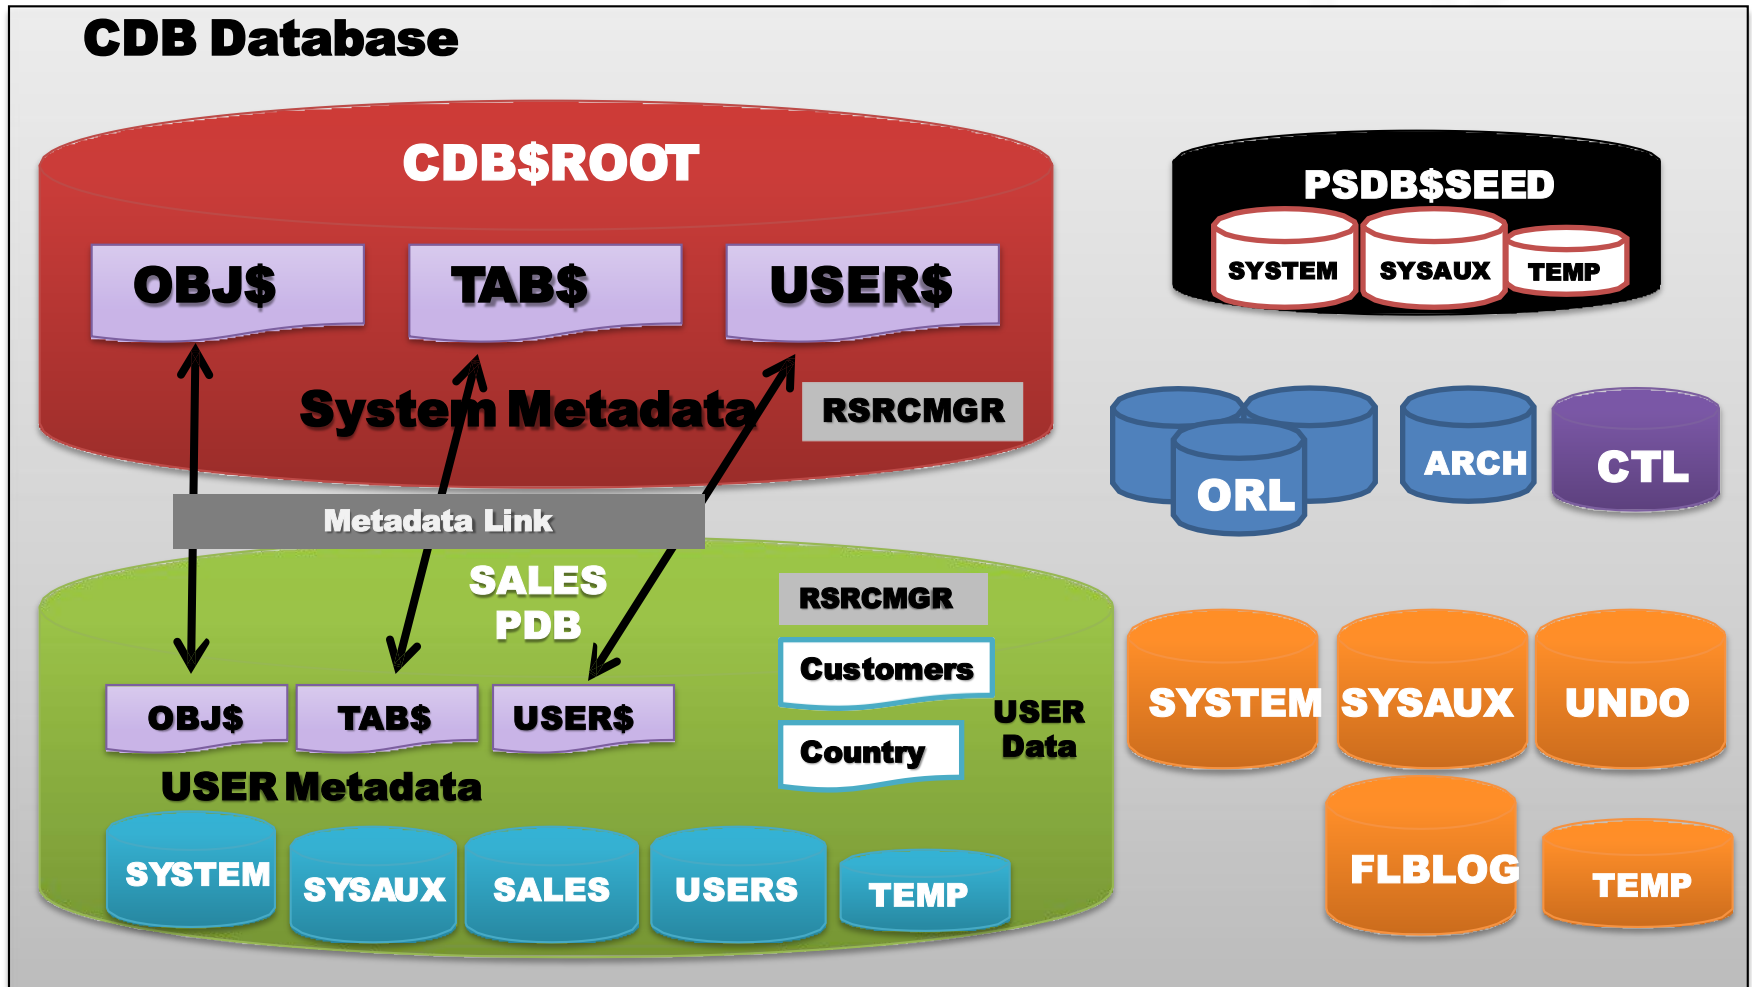 CDB Database
CDB$ROOT
OBJ$
TAB$
USER$
System Metadata
RSRCMGR
Metadata Link
SALES
PDB
RSRCMGR
Customers
Country
USER
Data
OBJ$
TAB$
USER$
USER Metadata
SYSTEM
SYSAUX
SALES
USERS
TEMP
PSDB$SEED
SYSTEM
SYSAUX
TEMP
ORL
ARCH
CTL
SYSTEM
SYSAUX
UNDO
FLBLOG
TEMP